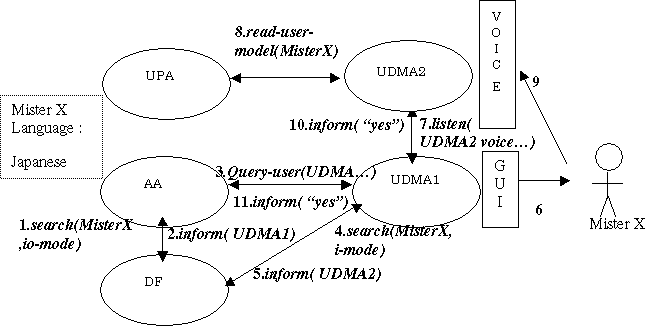 8.read-user-
model(MisterX)
V
O
I
C
E
UPA
UDMA2
9
Mister X
Language :
Japanese
10.inform( “yes”)
7.listen(
UDMA2 voice…)
3.Query-user(UDMA…)
AA
UDMA1
G
U
I
11.inform( “yes”)
6
Mister X
1.search(MisterX
,io-mode)
2.inform( UDMA1)
4.search(MisterX,
i-mode)
5.inform( UDMA2)
DF